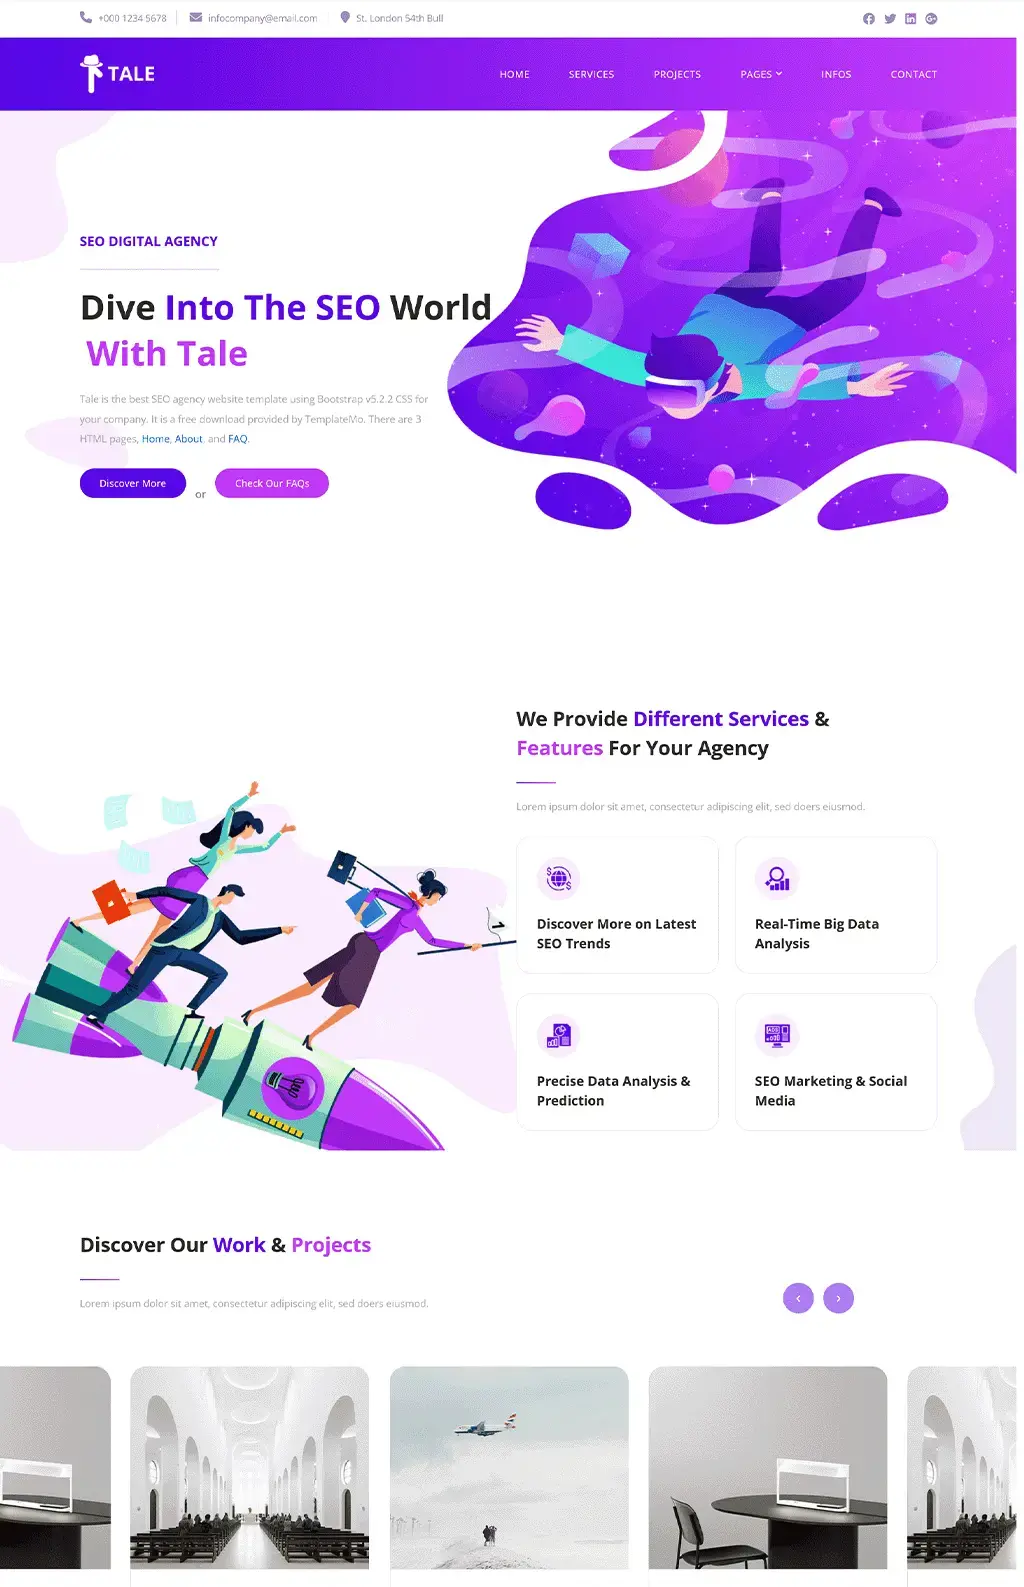 +000 1234 5678 infocompany@email.com St. London 54th Bull
TALE HOME SERVICES PROJECTS PAGES INFOS CONTACT
SEO DIGITAL AGENCY
Dive Into The SEO World
With Tale
Tale is the best SEO agency website template using Bootstrap v5.2.2 CSS for
your company. It is a free download provided by TemplateMo. There are 3
HTML pages, Home, About, and FAQ.
Discover More or Check Our FAQs
We Provide Different Services &
Features For Your Agency
Lorem ipsum dolor sit amet, consectetur adipiscing elit, sed doers eiusmod.
Discover More on Latest
SEO Trends
Real-Time Big Data
Analysis
Precise Data Analysis &
Prediction
ADS
SEO Marketing & Social
Media
Discover Our Work & Projects
Lorem ipsum dolor sit amet, consectetur adipiscing elit, sed doers eiusmod.